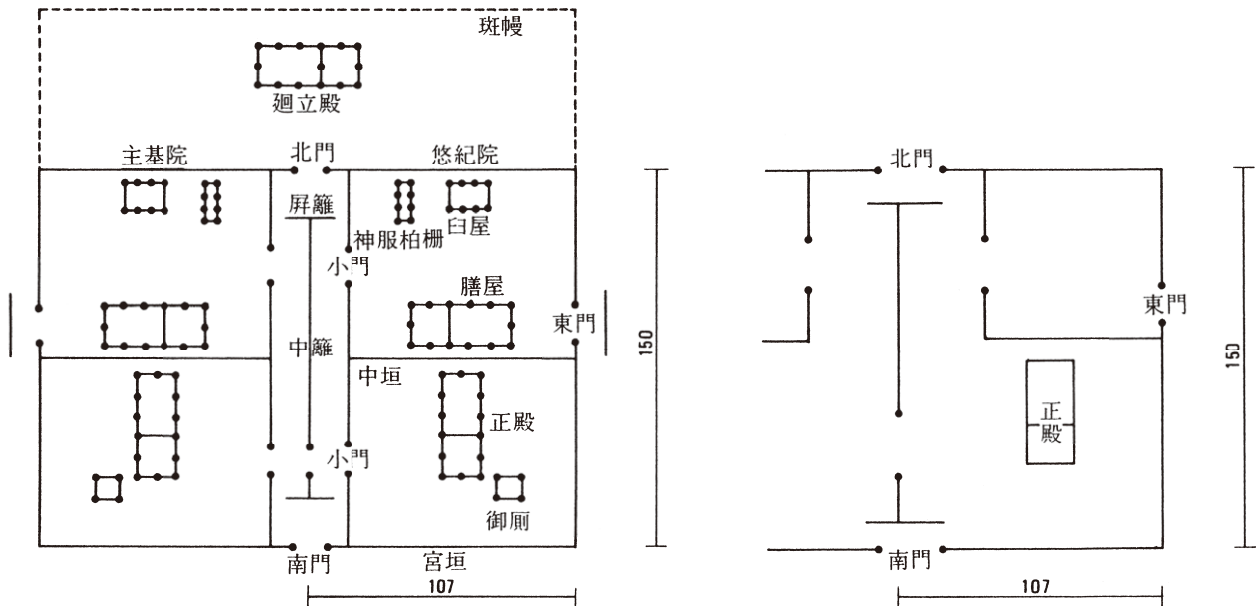 斑幔
廻立殿
主基院
北門
悠紀院
屛籬
神服柏棚
臼屋
小門
膳屋
東門
中籬
中垣
正殿
小門
御厠
南門
宮垣
107
150
北門
東門
正殿
南門
107
150